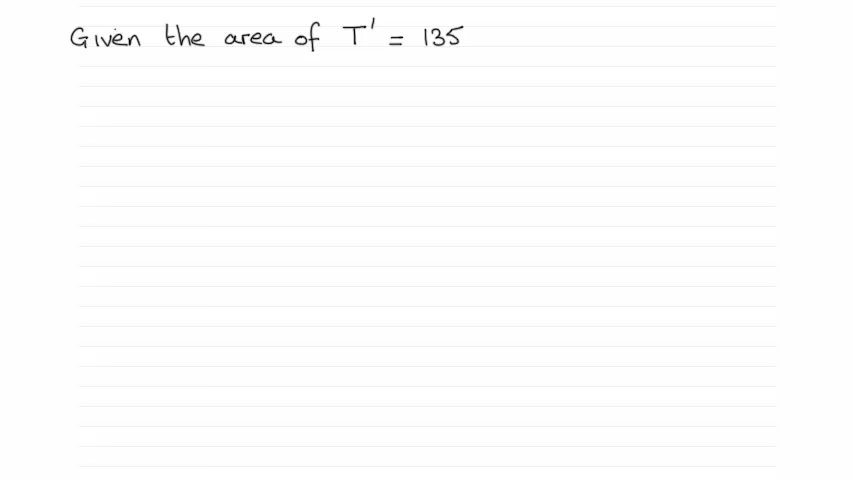 Given the area of T' = 135